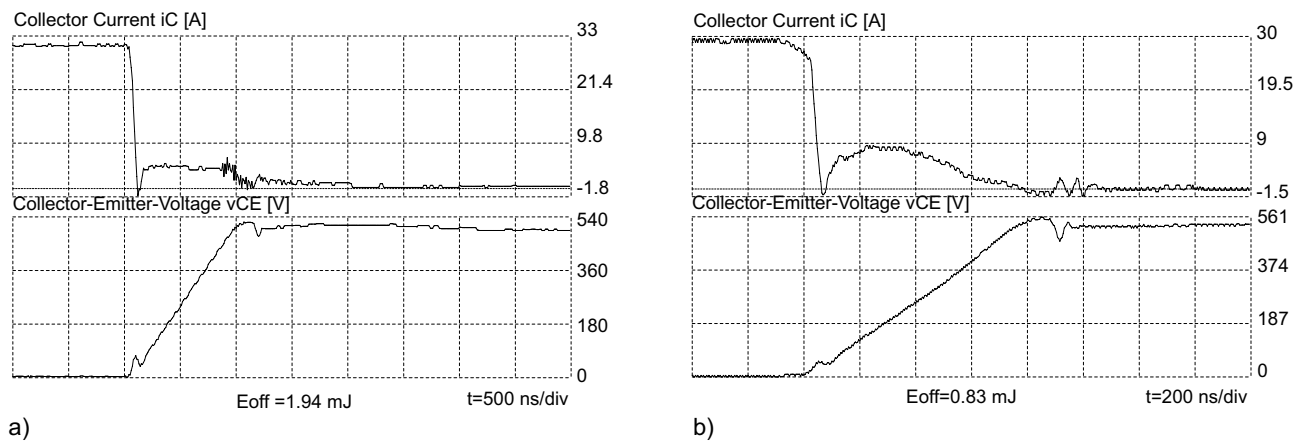 Collector Current iC [A]
33
21.4
9.8
-1.8
Collector-Emitter-Voltage vCE [V]
540
360
180
0
Eoff =1.94 mJ
t=500 ns/div
a)
Collector Current iC [A]
30
19.5
9
-1.5
Collector-Emitter-Voltage vCE [V]
561
374
187
0
Eoff=0.83 mJ
t=200 ns/div
b)